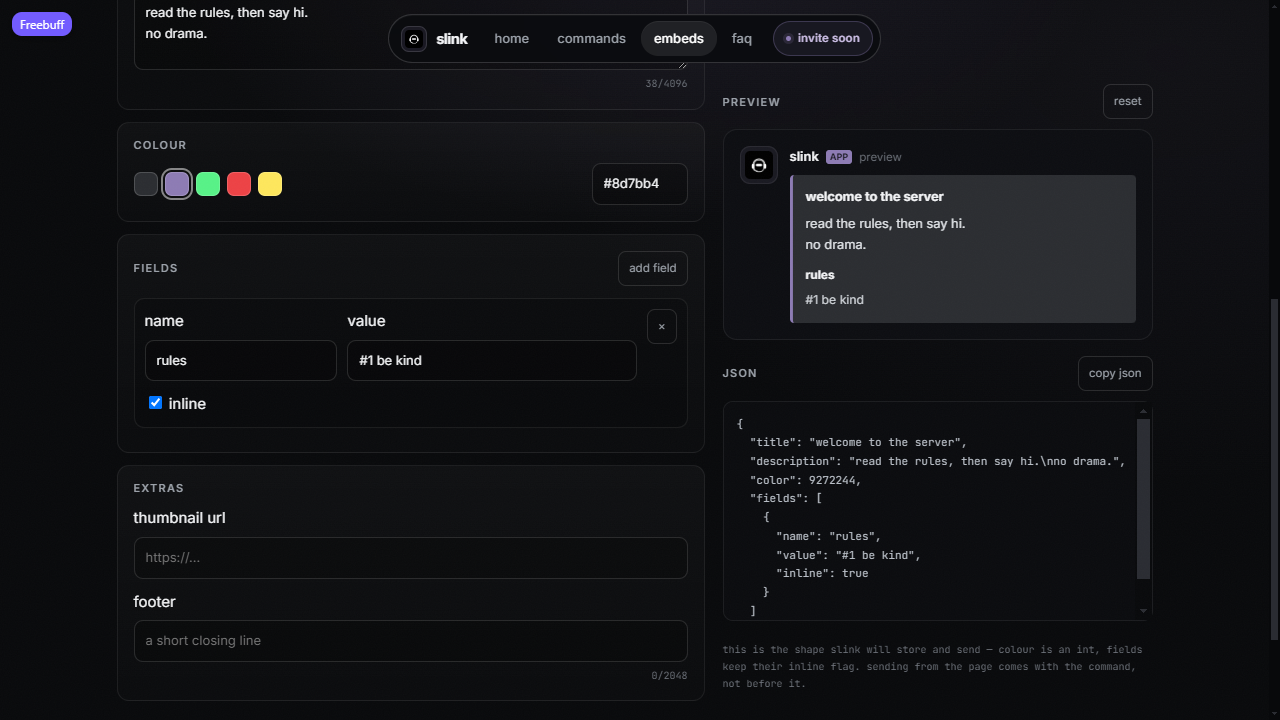 Freebuff
slink
home
commands
embeds
faq
invite soon
read the rules, then say hi.
no drama.
38/4096
COLOUR
#8d7bb4
FIELDS
add field
name
value
×
rules
#1 be kind
inline
EXTRAS
thumbnail url
https://...
footer
a short closing line
0/2048
PREVIEW
reset
slink APP preview
welcome to the server
read the rules, then say hi.
no drama.
rules
#1 be kind
JSON
copy json
{
"title": "welcome to the server",
"description": "read the rules, then say hi.\nno drama.",
"color": 9272244,
"fields": [
{
"name": "rules",
"value": "#1 be kind",
"inline": true
}
]
this is the shape slink will store and send — colour is an int, fields
keep their inline flag. sending from the page comes with the command,
not before it.